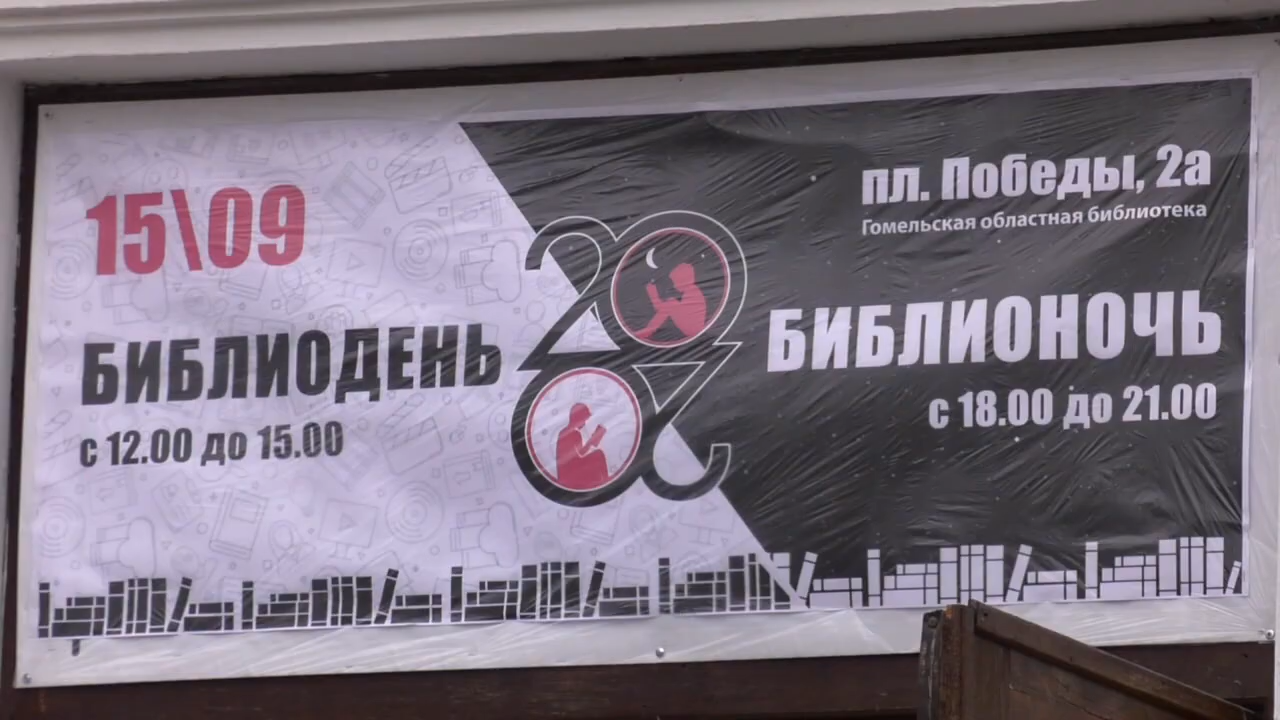 15\09
БИБЛИОДЕНЬ
с 12.00 до 15.00
202
пл. Победы, 2а
Гомельская областная библиотека
БИБЛИОНОЧЬ
с 18.00 до 21.00